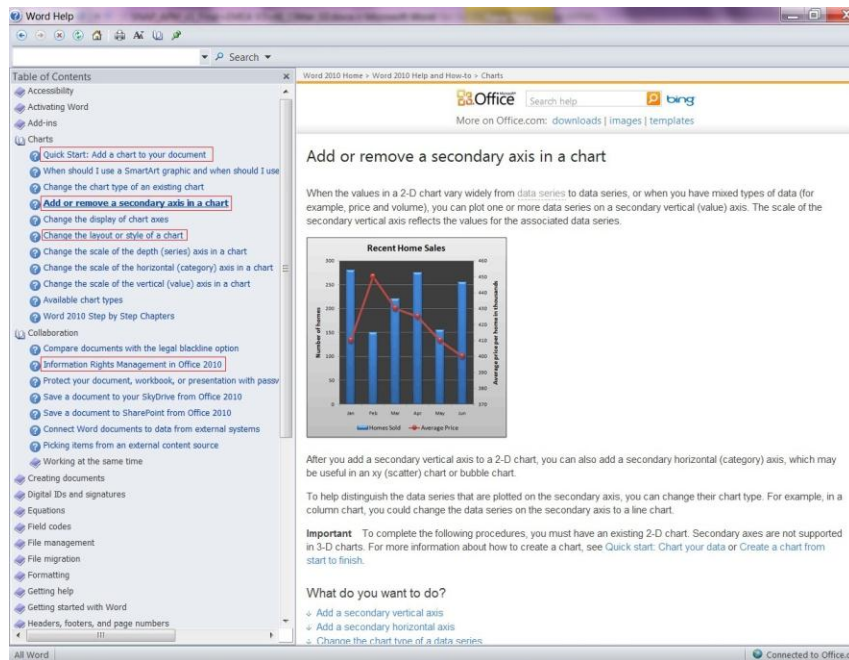 Word Help
Search
Table of Contents
Accessibility
Activating Word
Add-ins
Charts
Quick Start: Add a chart to your document
When should I use a SmartArt graphic and when should I use
Change the chart type of an existing chart
Add or remove a secondary axis in a chart
Change the display of chart axes
Change the layout or style of a chart
Change the scale of the depth (series) axis in a chart
Change the scale of the horizontal (category) axis in a chart
Change the scale of the vertical (value) axis in a chart
Available chart types
Word 2010 Step by Step Chapters
Collaboration
Compare documents with the legal blackline option
Information Rights Management in Office 2010
Protect your document, workbook, or presentation with passw
Save a document to your SkyDrive from Office 2010
Save a document to SharePoint from Office 2010
Connect Word documents to data from external systems
Picking items from an external content source
Working at the same time
Creating documents
Digital IDs and signatures
Equations
Field codes
File management
File migration
Formatting
Getting help
Getting started with Word
Headers, footers, and page numbers
All Word
Word 2010 Home > Word 2010 Help and How-to > Charts
Office Search help bing
More on Office.com: downloads | images | templates
Add or remove a secondary axis in a chart
When the values in a 2-D chart vary widely from data series to data series, or when you have mixed types of data (for
example, price and volume), you can plot one or more data series on a secondary vertical (value) axis. The scale of the
secondary vertical axis reflects the values for the associated data series.
Recent Home Sales
Number of homes
300
250
200
150
100
50
0
Jan Feb Mar Apr May Jun
460
450
440
430
420
410
400
390
380
370
Average price per home in thousands
Homes Sold Average Price
After you add a secondary vertical axis to a 2-D chart, you can also add a secondary horizontal (category) axis, which may
be useful in an xy (scatter) chart or bubble chart.
To help distinguish the data series that are plotted on the secondary axis, you can change their chart type. For example, in a
column chart, you could change the data series on the secondary axis to a line chart.
Important To complete the following procedures, you must have an existing 2-D chart. Secondary axes are not supported
in 3-D charts. For more information about how to create a chart, see Quick start: Chart your data or Create a chart from
start to finish.
What do you want to do?
Add a secondary vertical axis
Add a secondary horizontal axis
Change the chart type of a data series
Connected to Office.c